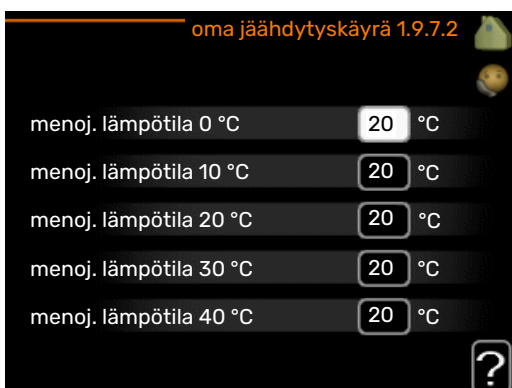 oma jäähdytyskäyrä 1.9.7.2
menoj. lämpötila 0 °C 20 °C
menoj. lämpötila 10 °C 20 °C
menoj. lämpötila 20 °C 20 °C
menoj. lämpötila 30 °C 20 °C
menoj. lämpötila 40 °C 20 °C
?